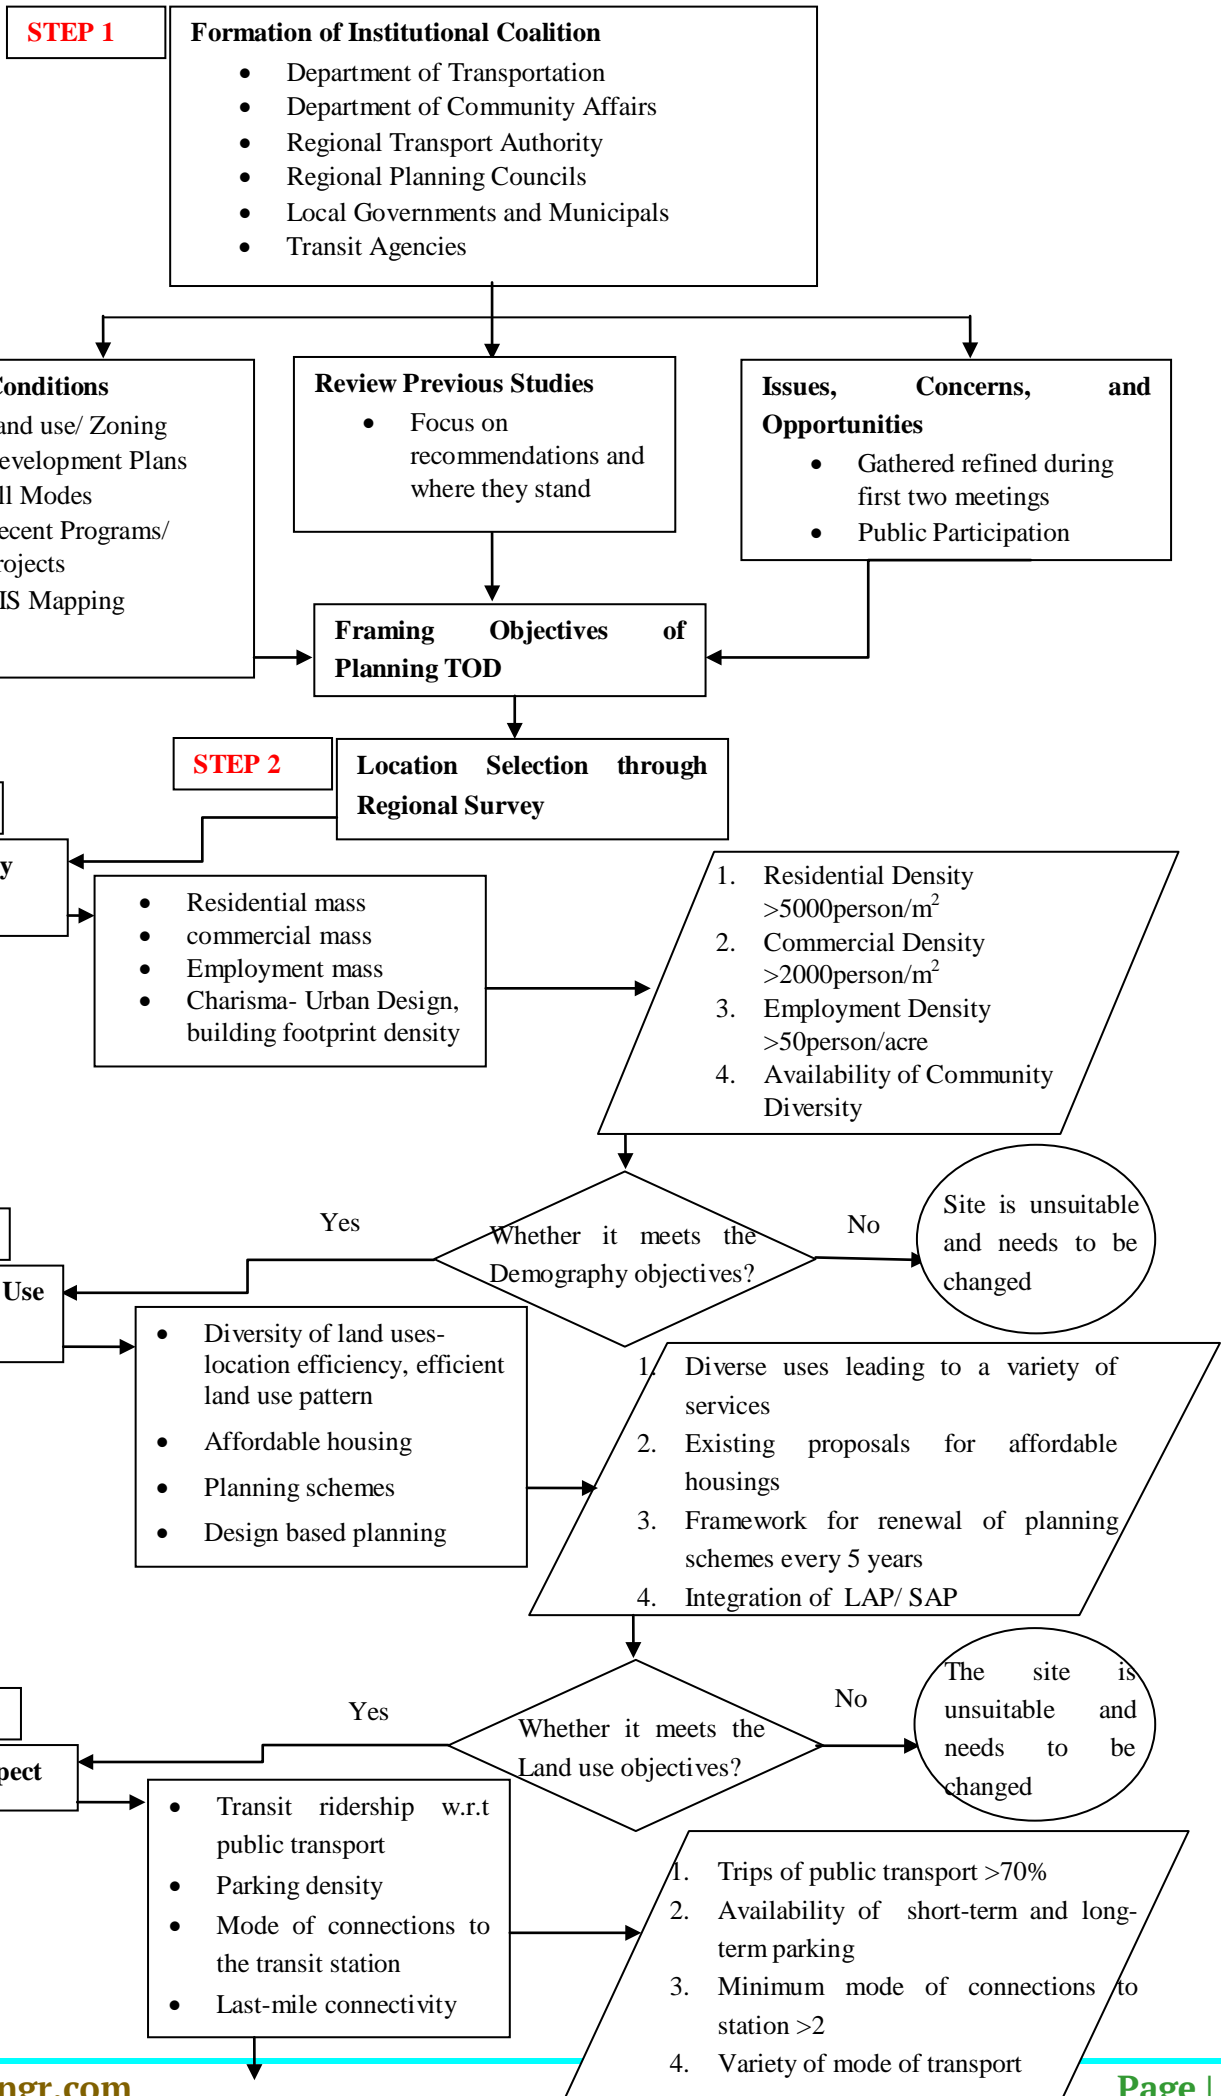 STEP 1
Formation of Institutional Coalition
• Department of Transportation
• Department of Community Affairs
• Regional Transport Authority
• Regional Planning Councils
• Local Governments and Municipals
• Transit Agencies
Conditions
and use/ Zoning
evelopment Plans
ll Modes
ecent Programs/
rojects
IS Mapping
Review Previous Studies
• Focus on
recommendations and
where they stand
Issues, Concerns, and
Opportunities
• Gathered refined during
first two meetings
• Public Participation
Framing Objectives of
Planning TOD
STEP 2
Location Selection through
Regional Survey
y
• Residential mass
• commercial mass
• Employment mass
• Charisma- Urban Design,
building footprint density
1. Residential Density
>5000person/m²
2. Commercial Density
>2000person/m²
3. Employment Density
>50person/acre
4. Availability of Community
Diversity
Yes
Whether it meets the
Demography objectives?
No
Site is unsuitable
and needs to be
changed
Use
• Diversity of land uses-
location efficiency, efficient
land use pattern
• Affordable housing
• Planning schemes
• Design based planning
1. Diverse uses leading to a variety of
services
2. Existing proposals for affordable
housings
3. Framework for renewal of planning
schemes every 5 years
4. Integration of LAP/ SAP
Yes
Whether it meets the
Land use objectives?
No
The site is
unsuitable and
needs to be
changed
pect
• Transit ridership w.r.t
public transport
• Parking density
• Mode of connections to
the transit station
• Last-mile connectivity
1. Trips of public transport >70%
2. Availability of short-term and long-
term parking
3. Minimum mode of connections to
station >2
4. Variety of mode of transport
ngr.com
Page |